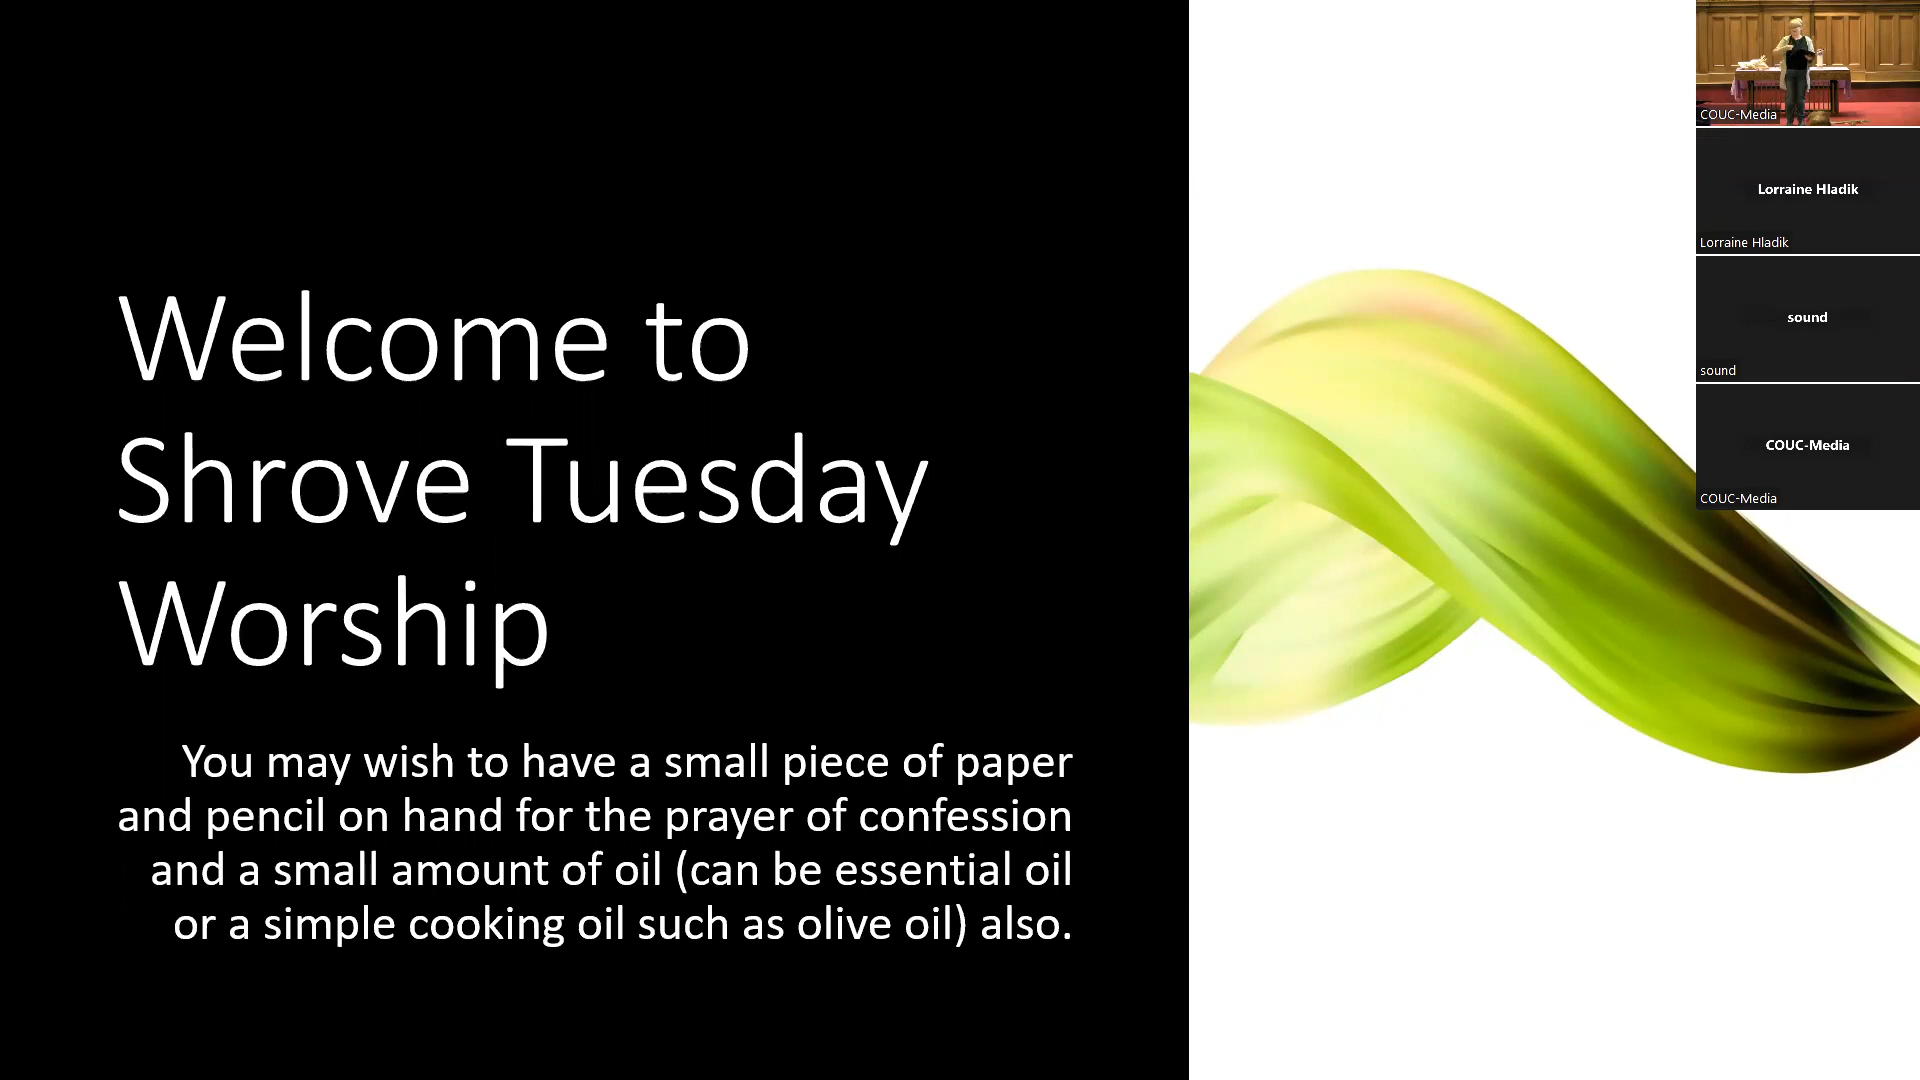 Welcome to
Shrove Tuesday
Worship
You may wish to have a small piece of paper
and pencil on hand for the prayer of confession
and a small amount of oil (can be essential oil
or a simple cooking oil such as olive oil) also.
COUC-Media
Lorraine Hladik
Lorraine Hladik
sound
sound
COUC-Media
COUC-Media